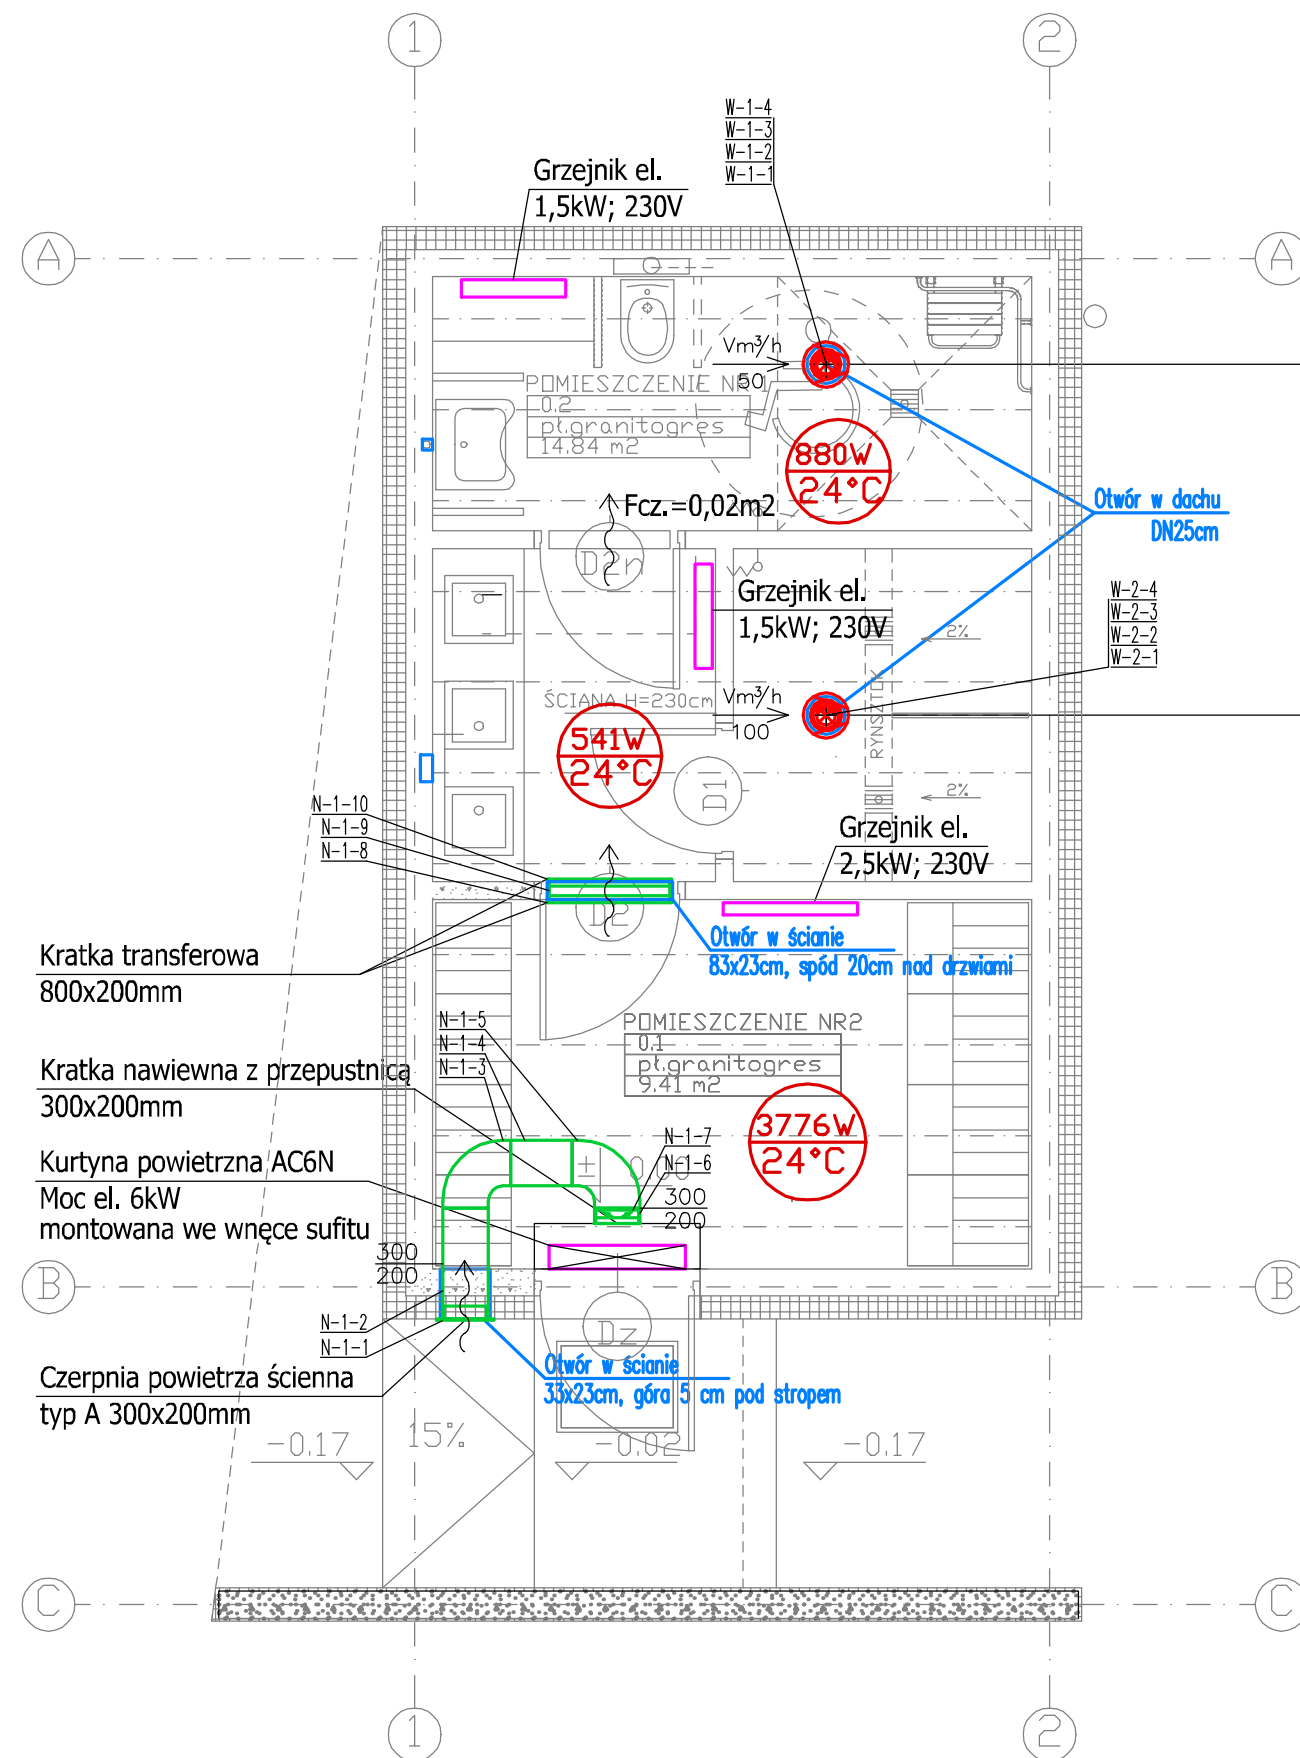 1
2
W-1-4
W-1-3
W-1-2
W-1-1
Grzejnik el.
1,5kW; 230V
A
A
Vm³/h
50
POMIESZCZENIE NR 1
0.2
pł.granitogres
14.84 m2
880W
24°C
Fcz.=0,02m2
Otwór w dachu
DN25cm
D2n
Grzejnik el.
1,5kW; 230V
W-2-4
W-2-3
W-2-2
W-2-1
2%
ŚCIANA H=230cm
Vm³/h
100
RYNSZTOK
541W
24°C
D1
2%
N-1-10
N-1-9
N-1-8
Grzejnik el.
2,5kW; 230V
D2
Otwór w ścianie
83x23cm, spód 20cm nad drzwiami
Kratka transferowa
800x200mm
N-1-5
N-1-4
N-1-3
POMIESZCZENIE NR2
0.1
pł.granitogres
9.41 m2
Kratka nawiewna z przepustnicą
300x200mm
3776W
24°C
N-1-7
N-1-6
Kurtyna powietrzna AC6N
Moc el. 6kW
montowana we wnęce sufitu
± 0.00
300
200
300
200
B
B
N-1-2
N-1-1
Dz
Otwór w ścianie
33x23cm, góra 5 cm pod stropem
Czerpnia powietrza ścienna
typ A 300x200mm
-0.17
15%
-0.02
-0.17
C
C
1
2